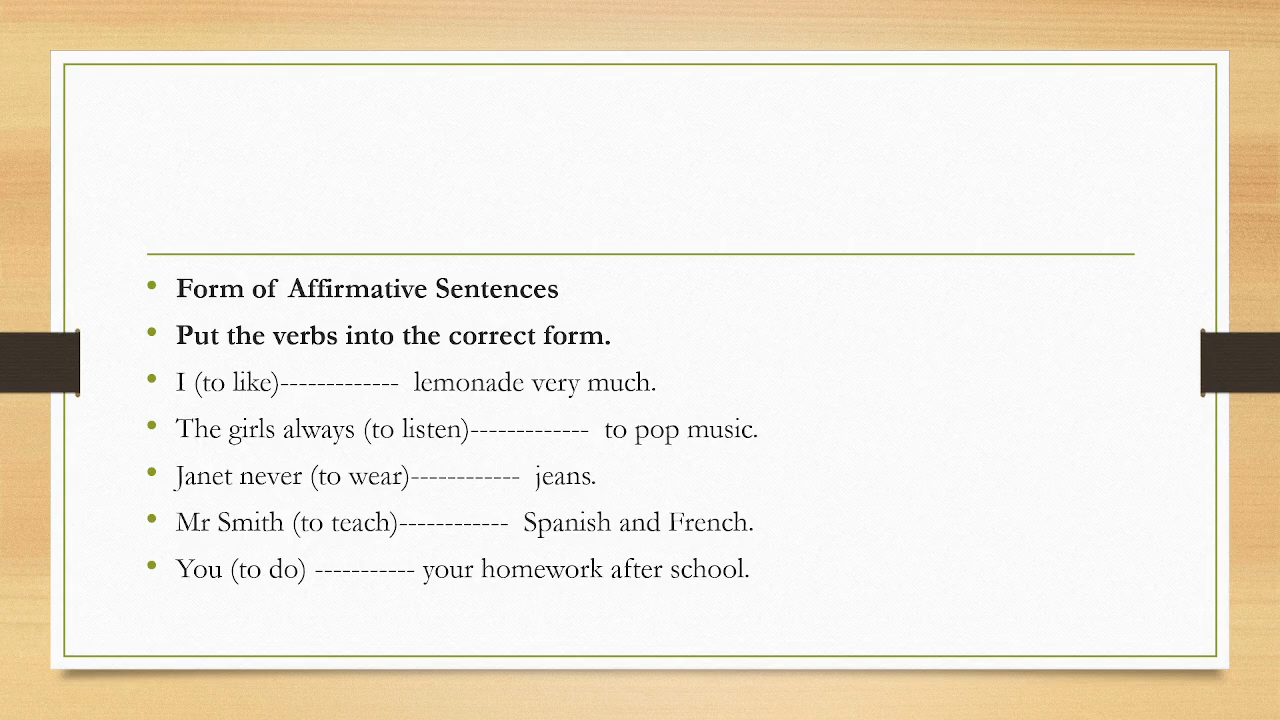 Form of Affirmative Sentences
Put the verbs into the correct form.
I (to like)------------- lemonade very much.
The girls always (to listen)------------- to pop music.
Janet never (to wear)------------ jeans.
Mr Smith (to teach)------------ Spanish and French.
You (to do) ----------- your homework after school.